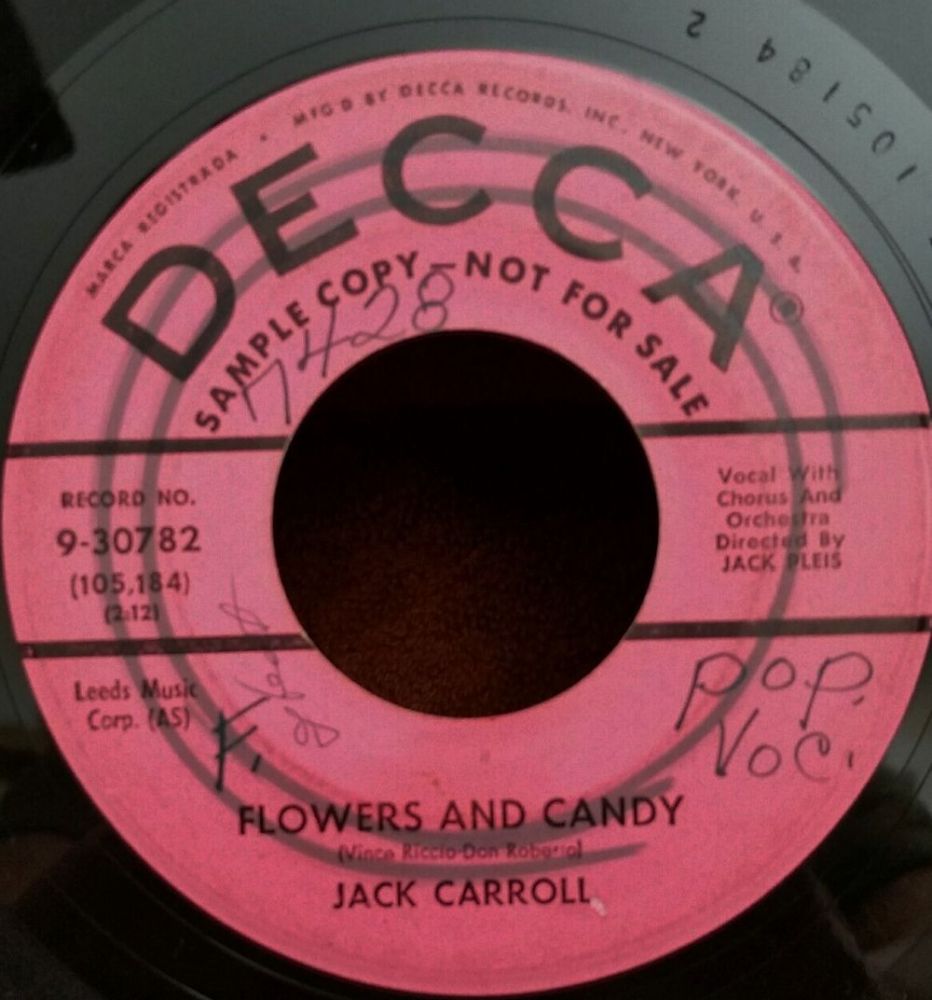 105184 2
MARCA REGISTRADA • MFG'D BY DECCA RECORDS, INC., NEW YORK U.S.A.
DECCA®
SAMPLE COPY—NOT FOR SALE
7428
RECORD NO.
9-30782
(105,184)
(2:12)
Vocal With
Chorus And
Orchestra
Directed By
JACK PLEIS
Leeds Music
Corp. (AS)
F.
POP.
VOC.
FLOWERS AND CANDY
(Vince Riccio-Don
JACK CARROLL